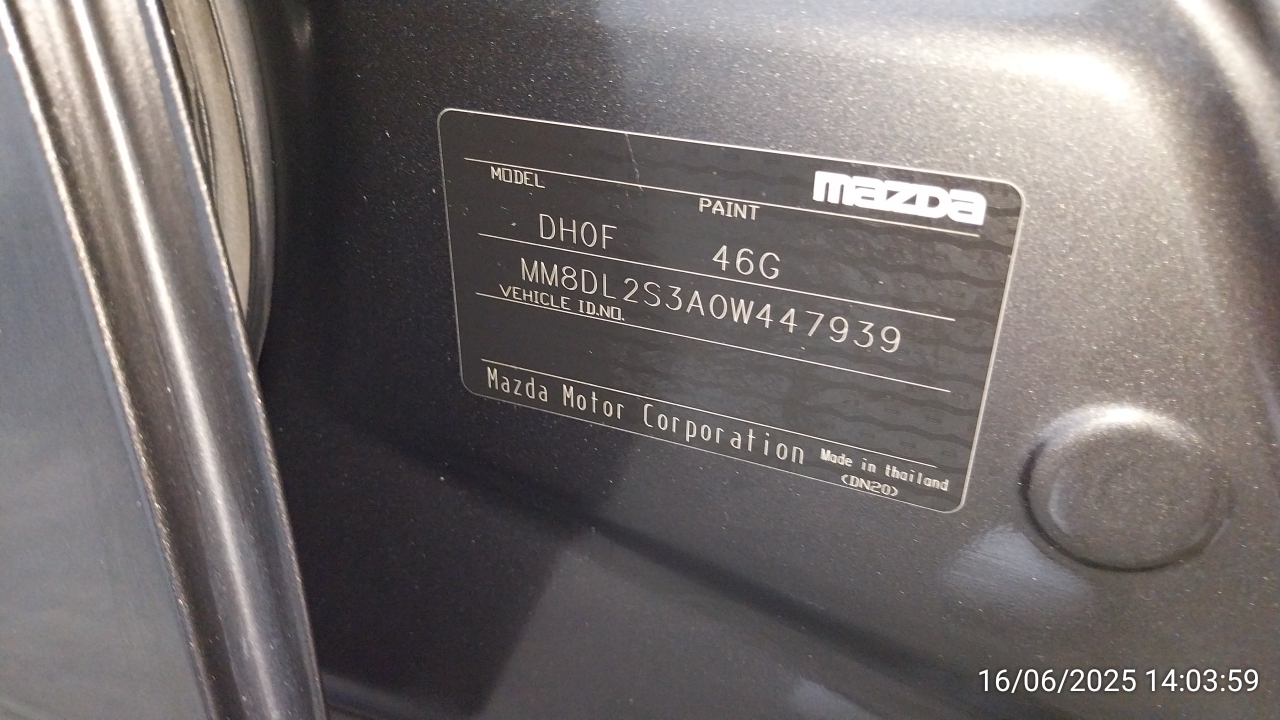 mazda
MODEL PAINT
DH0F 46G
MM8DL2S3A0W447939
VEHICLE ID.NO.
Mazda Motor Corporation Made in thailand
<DN20>
16/06/2025 14:03:59